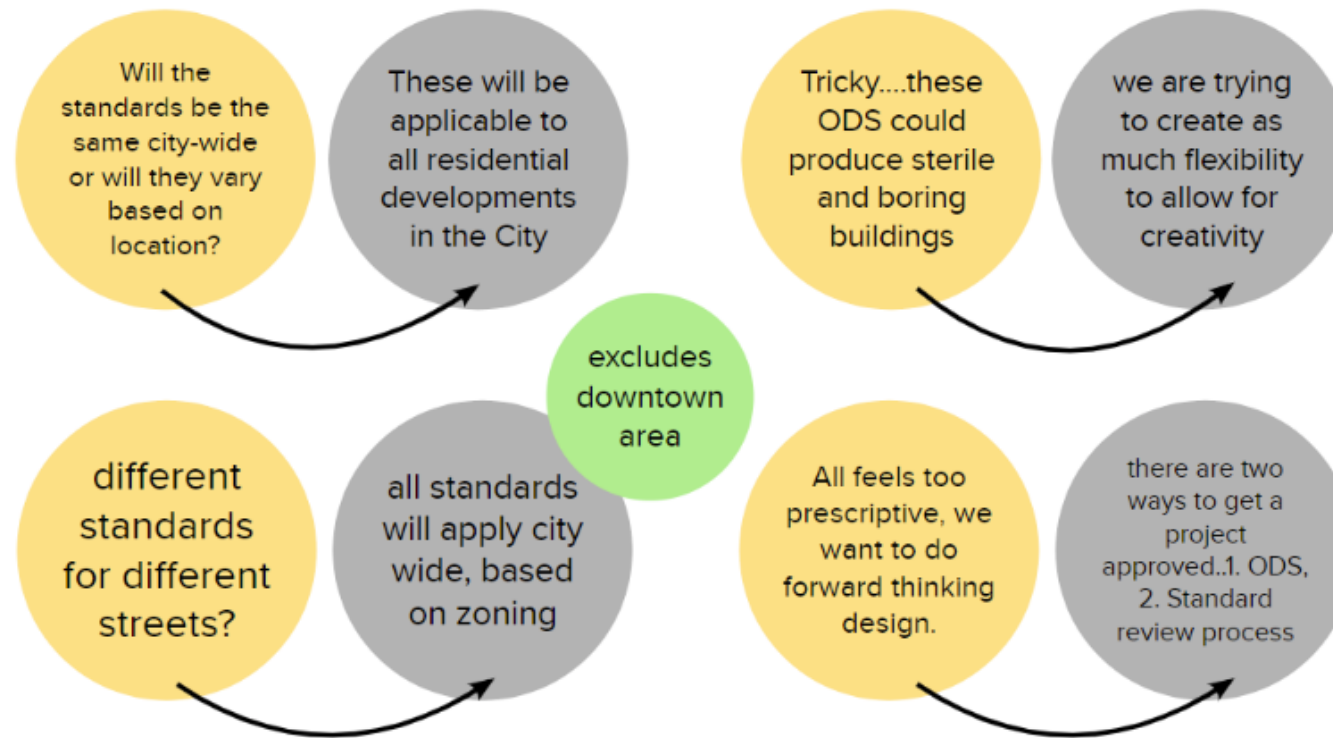 Will the
standards be the
same city-wide
or will they vary
based on
location?
These will be
applicable to
all residential
developments
in the City
Tricky....these
ODS could
produce sterile
and boring
buildings
we are trying
to create as
much flexibility
to allow for
creativity
excludes
downtown
area
different
standards
for different
streets?
all standards
will apply city
wide, based
on zoning
All feels too
prescriptive, we
want to do
forward thinking
design.
there are two
ways to get a
project
approved..1. ODS,
2. Standard
review process